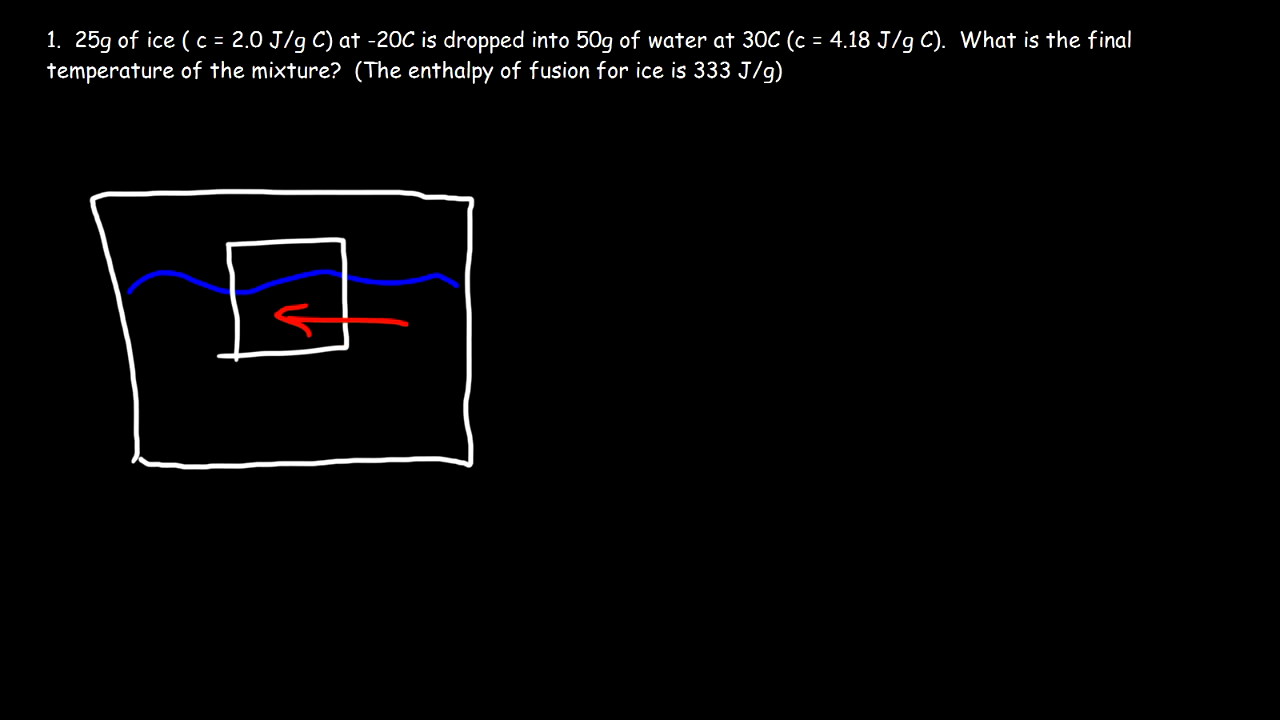 1. 25g of ice ( c = 2.0 J/g C) at -20C is dropped into 50g of water at 30C (c = 4.18 J/g C). What is the final
temperature of the mixture? (The enthalpy of fusion for ice is 333 J/g)